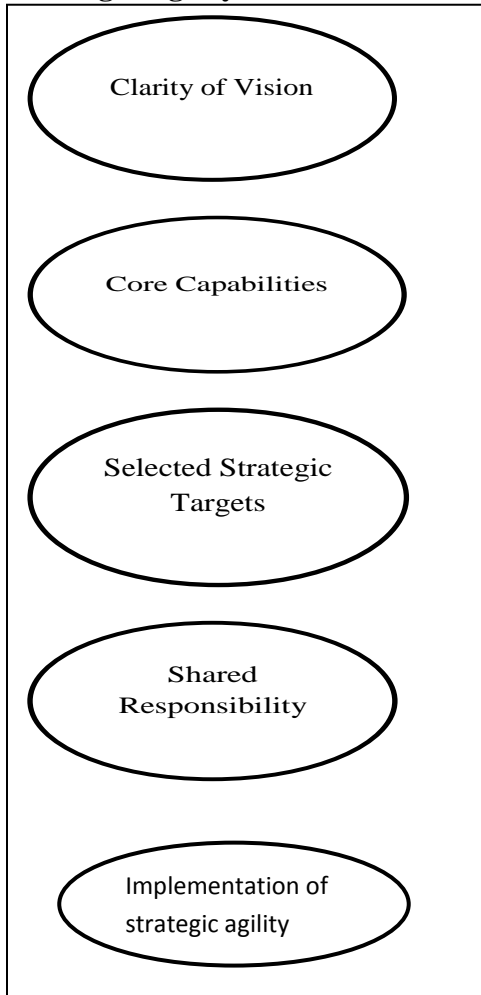 Clarity of Vision
Core Capabilities
Selected Strategic
Targets
Shared
Responsibility
Implementation of
strategic agility